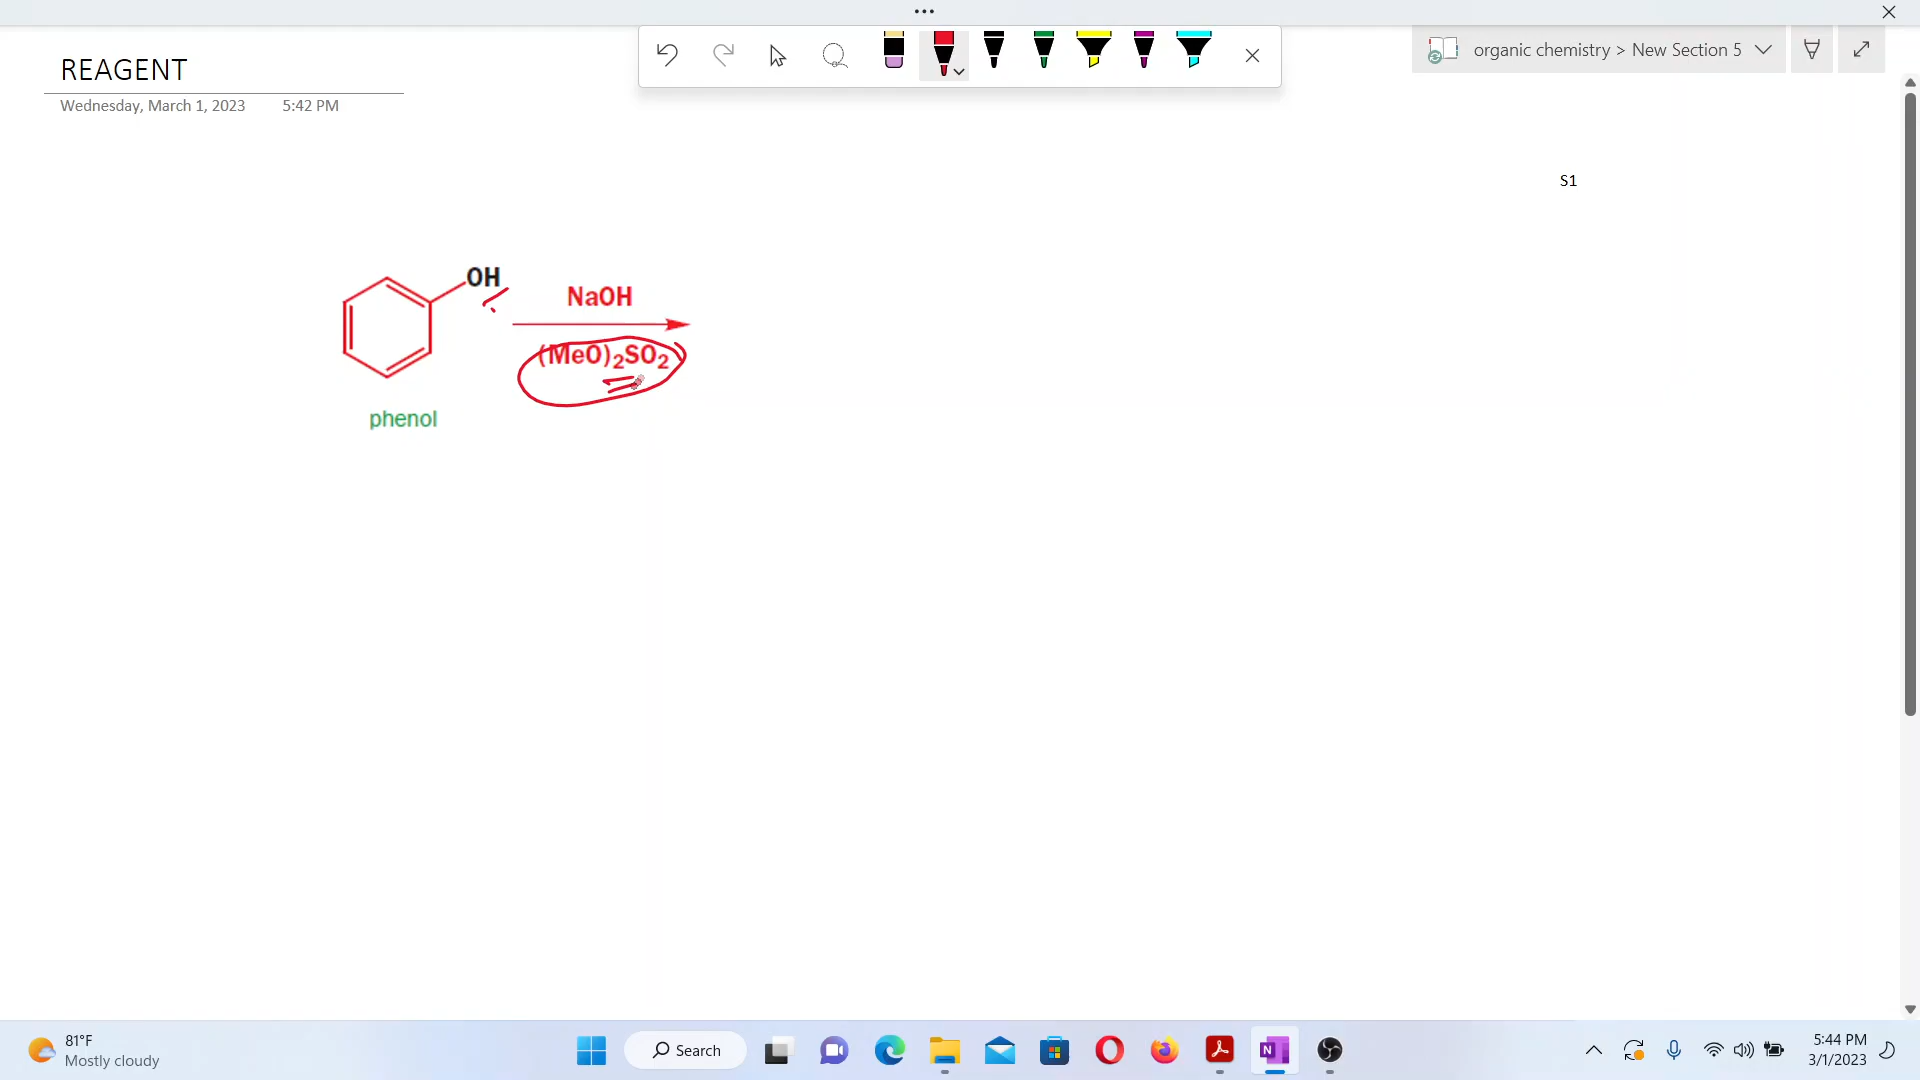 REAGENT
Wednesday, March 1, 2023 5:42 PM
organic chemistry > New Section 5
S1
OH
NaOH
(MeO)₂SO₂
phenol
81°F
Mostly cloudy
Search
5:44 PM
3/1/2023